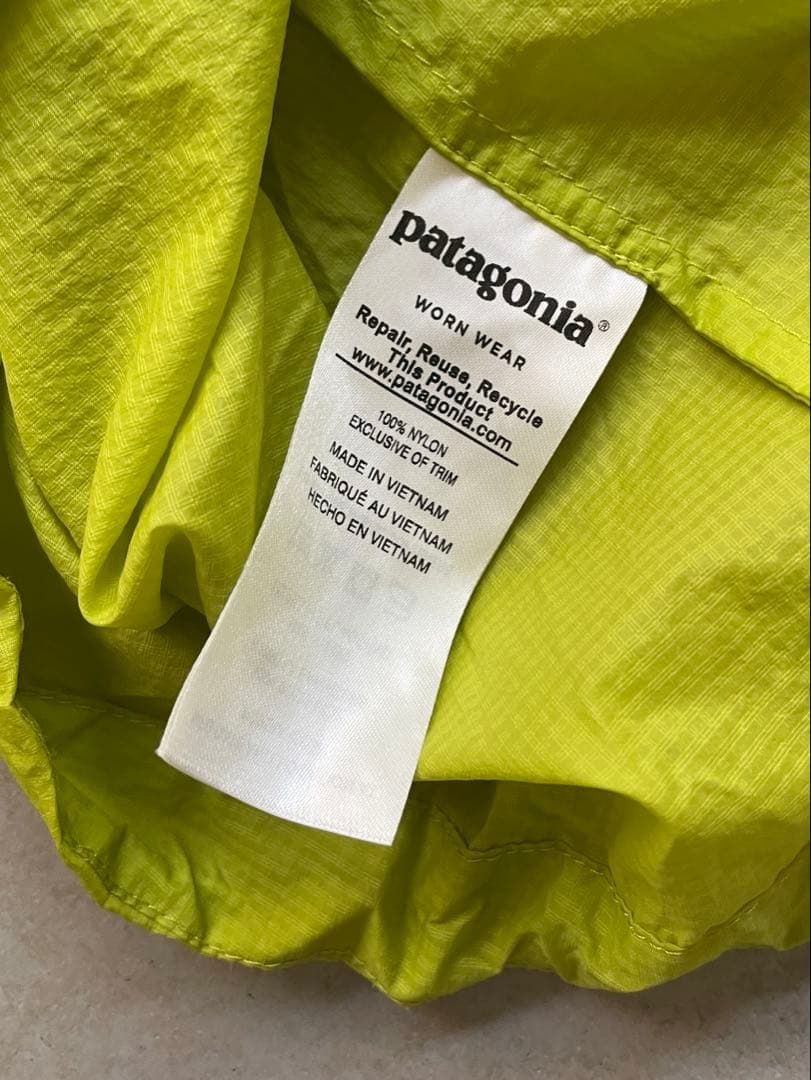 patagonia®
WORN WEAR
Repair, Reuse, Recycle
This Product
www.patagonia.com
100% NYLON
EXCLUSIVE OF TRIM
MADE IN VIETNAM
FABRIQUÉ AU VIETNAM
HECHO EN VIETNAM